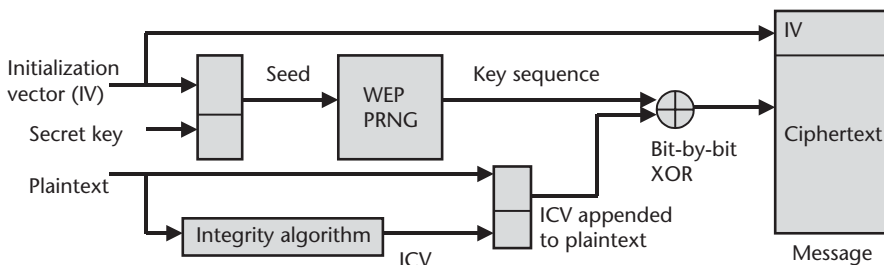 IV
Initialization
vector (IV)
Seed
WEP
PRNG
Key sequence
Secret key
Ciphertext
Bit-by-bit
XOR
Plaintext
Integrity algorithm
ICV
ICV appended
to plaintext
Message